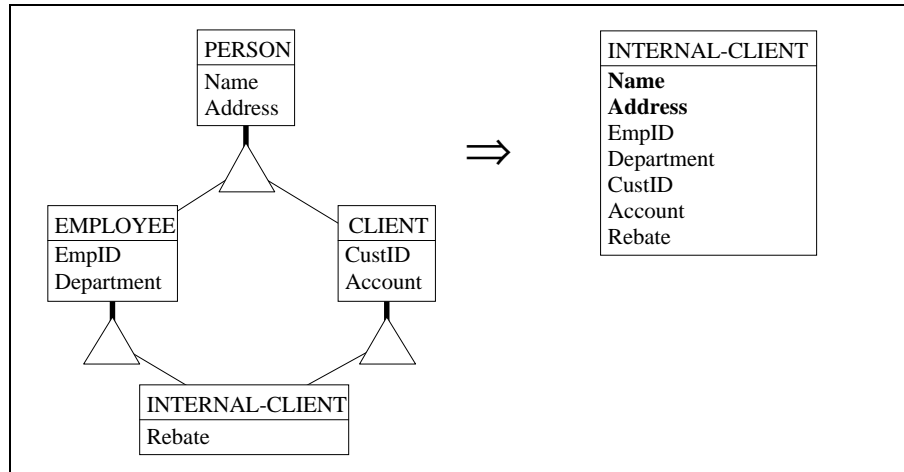 PERSON
Name
Address
EMPLOYEE
EmpID
Department
CLIENT
CustID
Account
INTERNAL-CLIENT
Rebate
⇒
INTERNAL-CLIENT
Name
Address
EmpID
Department
CustID
Account
Rebate